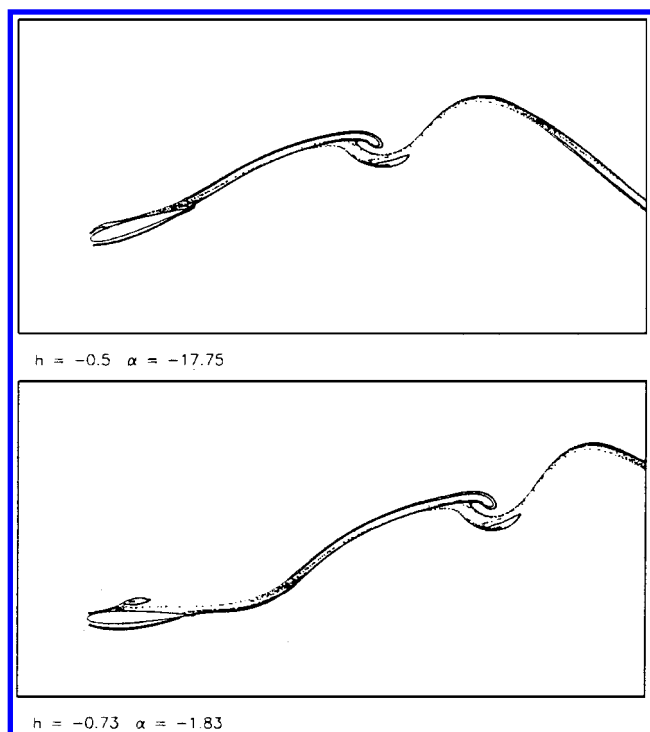 h = -0.5 α = -17.75
h = -0.73 α = -1.83